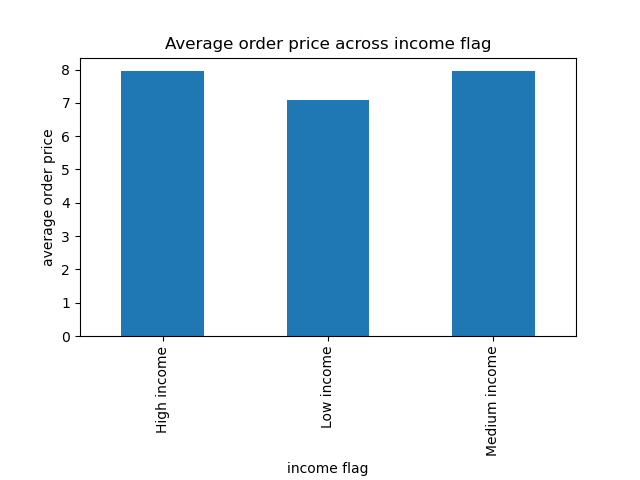 Average order price across income flag
average order price
8
7
6
5
4
3
2
1
0
High income
Low income
Medium income
income flag